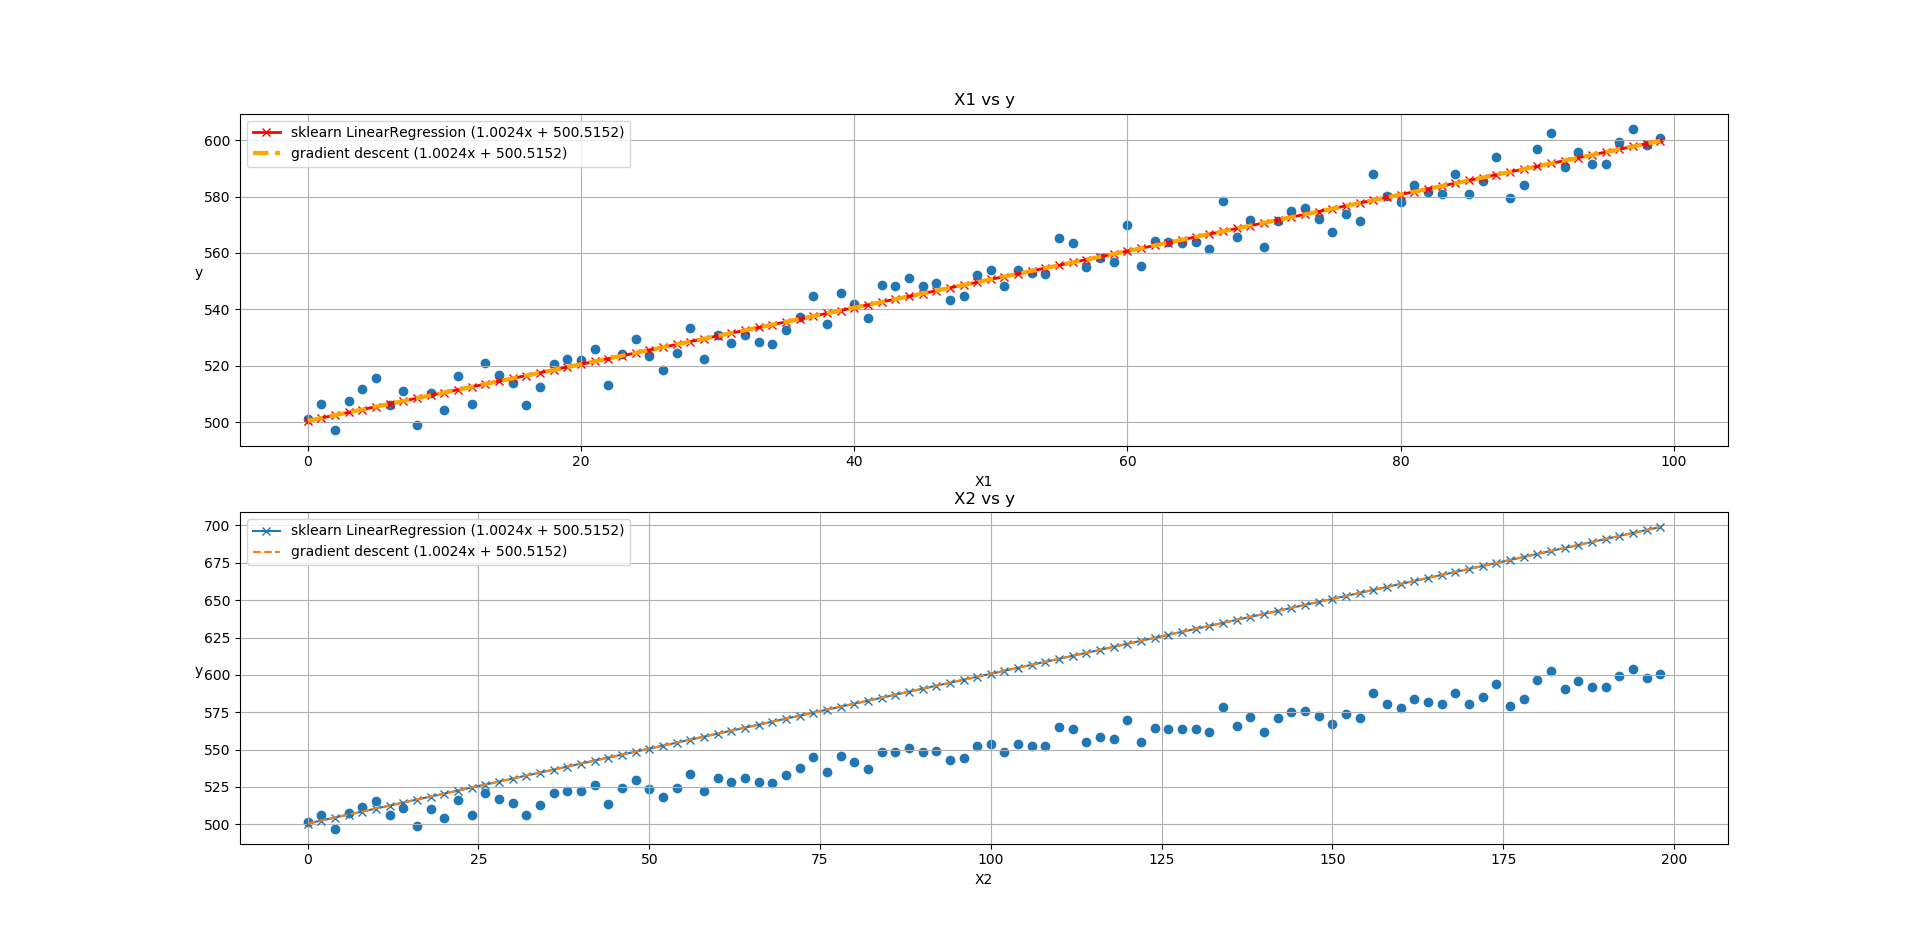 X1 vs y
sklearn LinearRegression (1.0024x + 500.5152)
gradient descent (1.0024x + 500.5152)
600
580
560
y
540
520
500
0 20 40 60 80 100
X1
X2 vs y
sklearn LinearRegression (1.0024x + 500.5152)
gradient descent (1.0024x + 500.5152)
700
675
650
625
y
600
575
550
525
500
0 25 50 75 100 125 150 175 200
X2